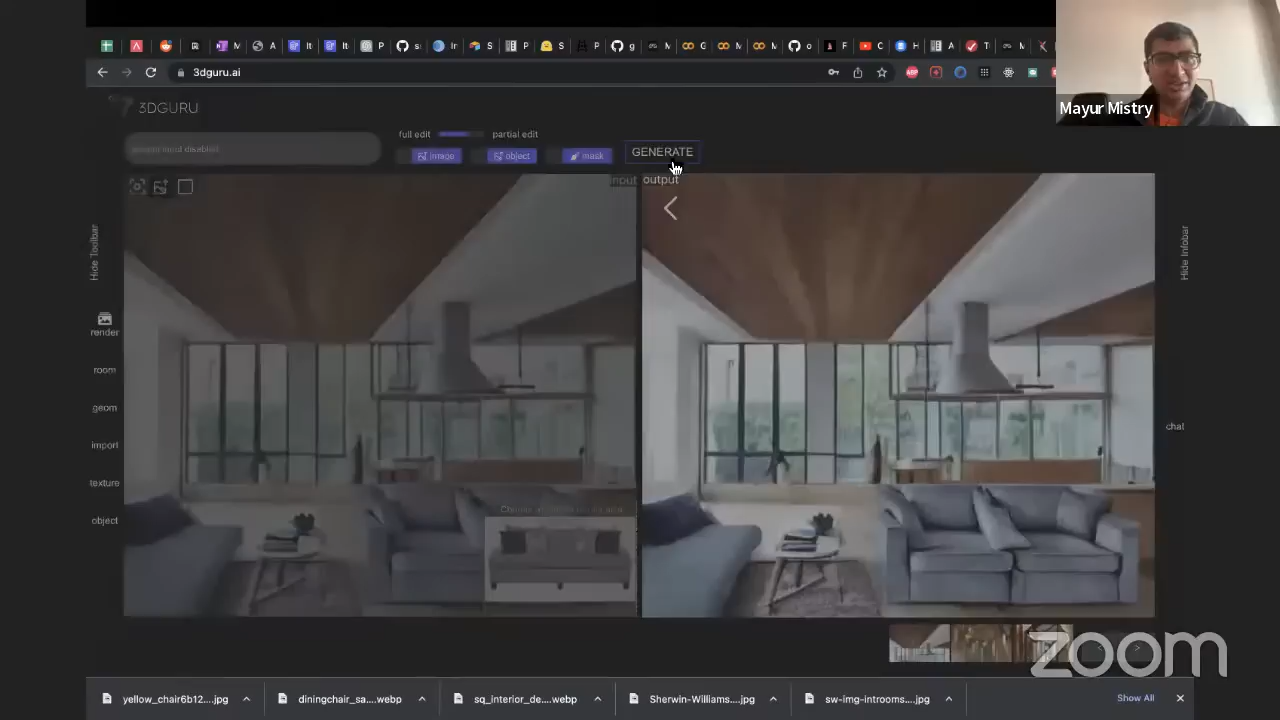 3dguru.ai
ABP
Mayur Mistry
3DGURU
full edit
partial edit
image
object
mask
GENERATE
input
output
Hide Toolbar
Hide Infobar
render
room
geom
import
texture
object
chat
zoom
yellow_chair6b12....jpg
diningchair_sa....webp
sq_interior_de....webp
Sherwin-Williams....jpg
sw-img-introoms....jpg
Show All